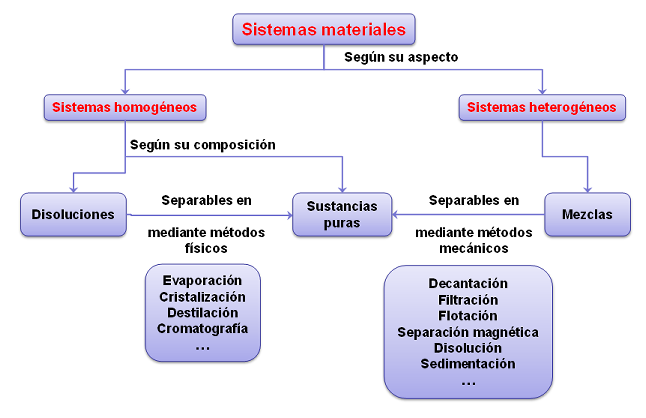 Sistemas materiales
Según su aspecto
Sistemas homogéneos
Sistemas heterogéneos
Según su composición
Disoluciones
Separables en
Sustancias
puras
Separables en
Mezclas
mediante métodos
físicos
mediante métodos
mecánicos
Evaporación
Cristalización
Destilación
Cromatografía
…
Decantación
Filtración
Flotación
Separación magnética
Disolución
Sedimentación
…